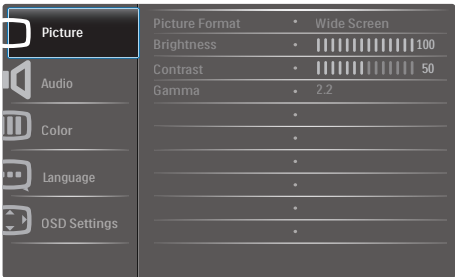 Picture
Audio
Color
Language
OSD Settings
Picture Format • Wide Screen
Brightness • 100
Contrast • 50
Gamma • 2.2
•
•
•
•
•
•